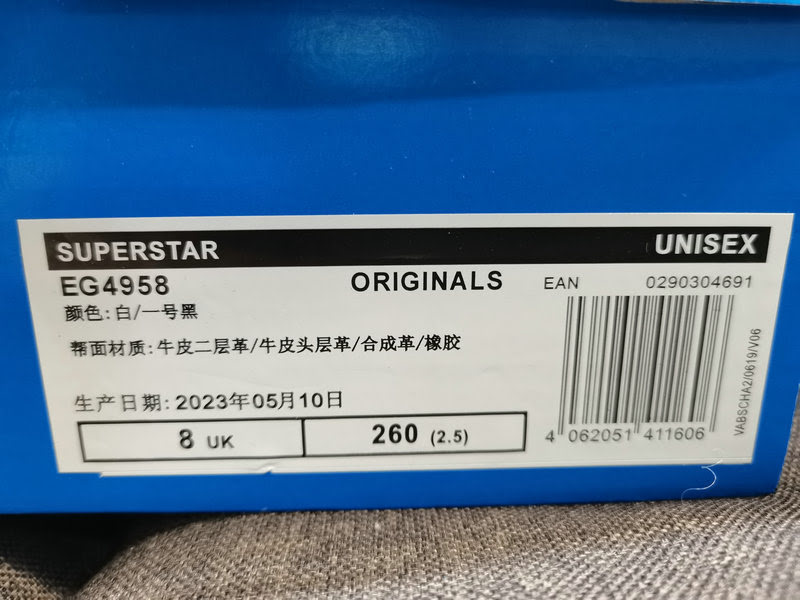 SUPERSTAR UNISEX
EG4958 ORIGINALS EAN 0290304691
颜色:白/一号黑
帮面材质:牛皮二层革/牛皮头层革/合成革/橡胶
生产日期:2023年05月10日
8 UK 260 (2.5)
4 062051 411606
VABSCHA2/0619/V06